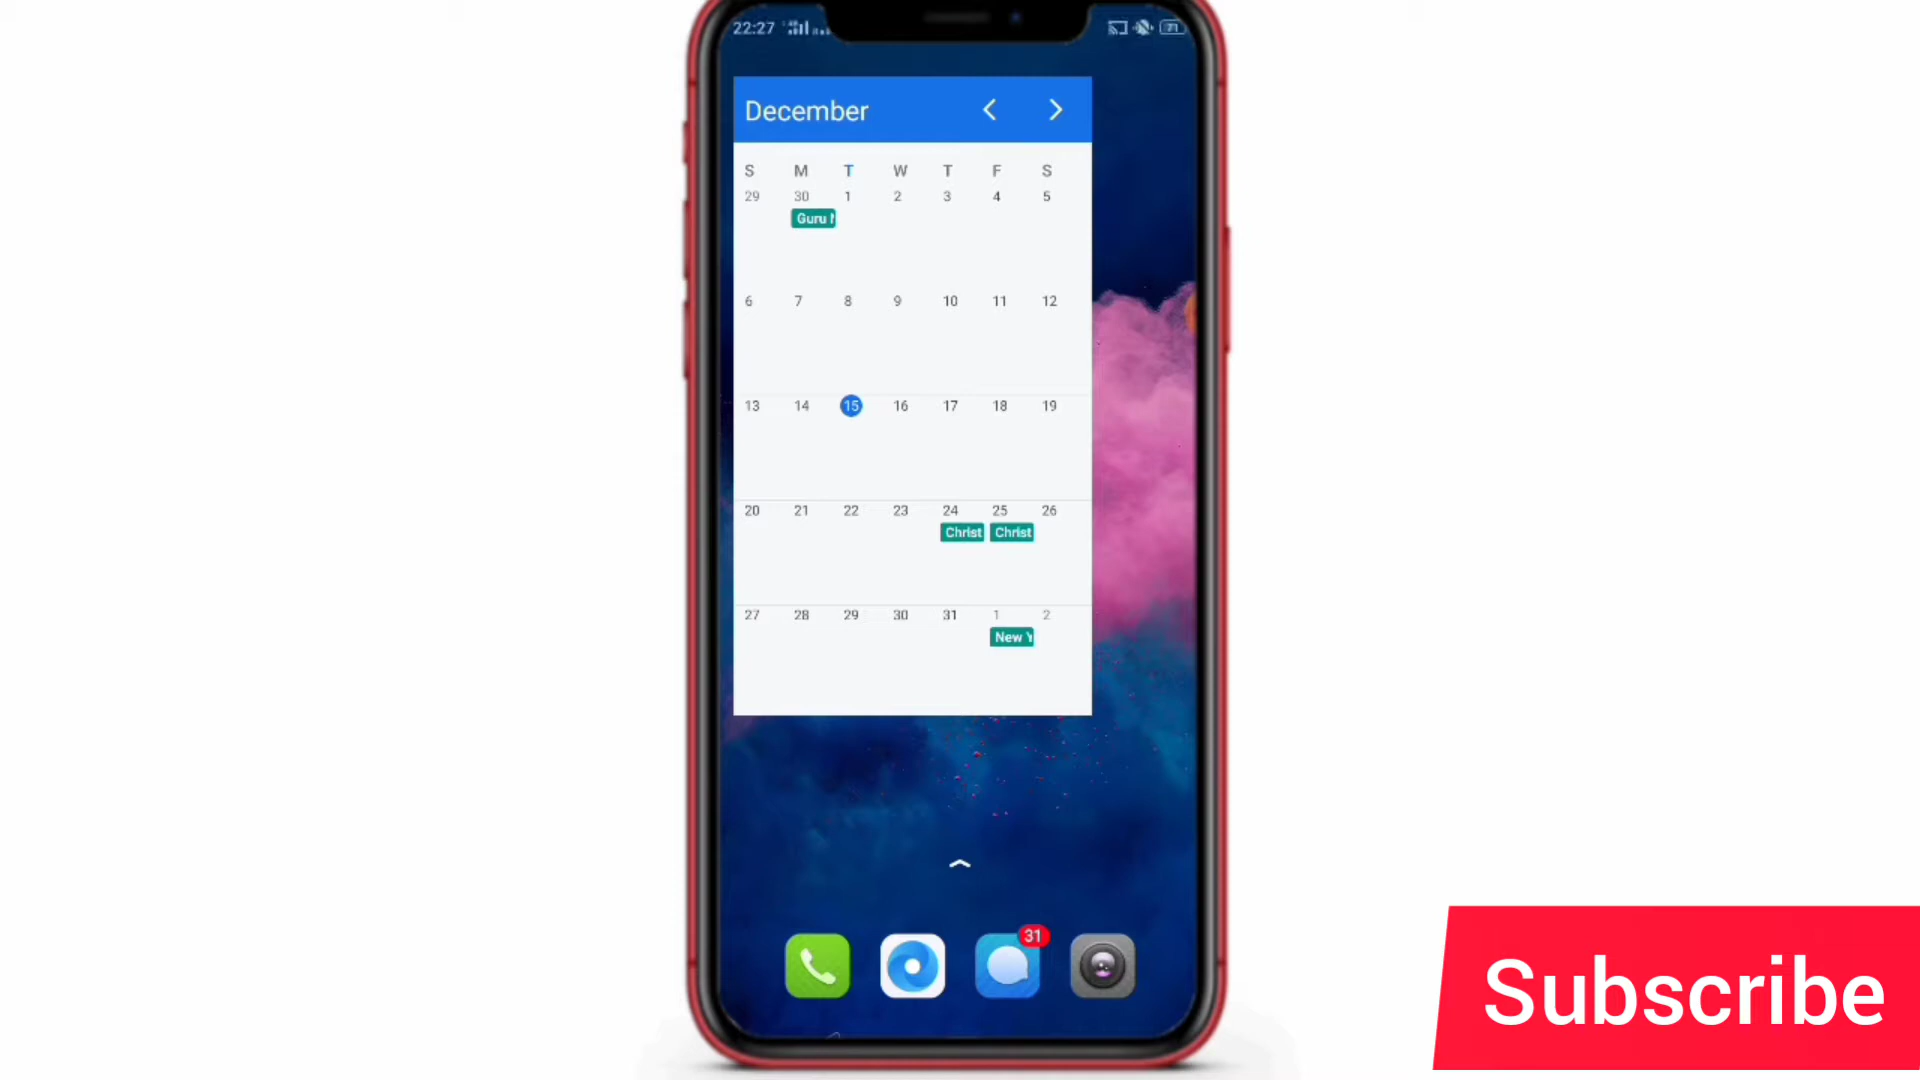 22:27
December
S M T W T F S
29 30 1 2 3 4 5
Guru
6 7 8 9 10 11 12
13 14 15 16 17 18 19
20 21 22 23 24 25 26
Christ Christ
27 28 29 30 31 1 2
New Y
31
Subscribe